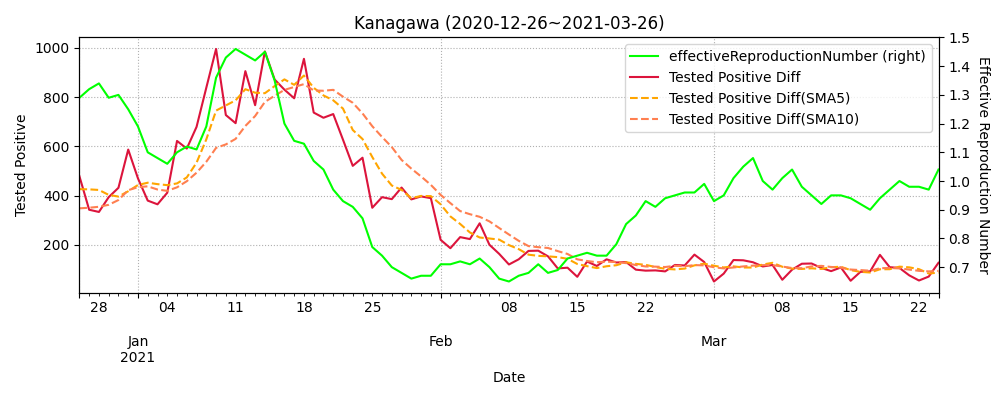 Kanagawa (2020-12-26~2021-03-26)
1000
800
600
400
200
Tested Positive
1.5
1.4
1.3
1.2
1.1
1.0
0.9
0.8
0.7
Effective Reproduction Number
effectiveReproductionNumber (right)
Tested Positive Diff
Tested Positive Diff(SMA5)
Tested Positive Diff(SMA10)
28 04 11 18 25 08 15 22 08 15 22
Jan Feb Mar
2021
Date